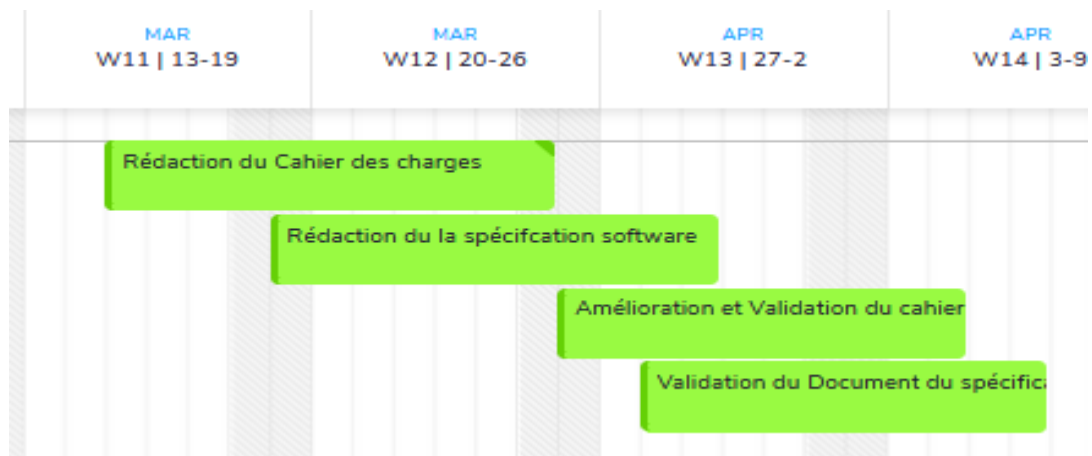 MAR MAR APR APR
W11 | 13-19 W12 | 20-26 W13 | 27-2 W14 | 3-9
Rédaction du Cahier des charges
Rédaction du la spécifcation software
Amélioration et Validation du cahier
Validation du Document du spécific